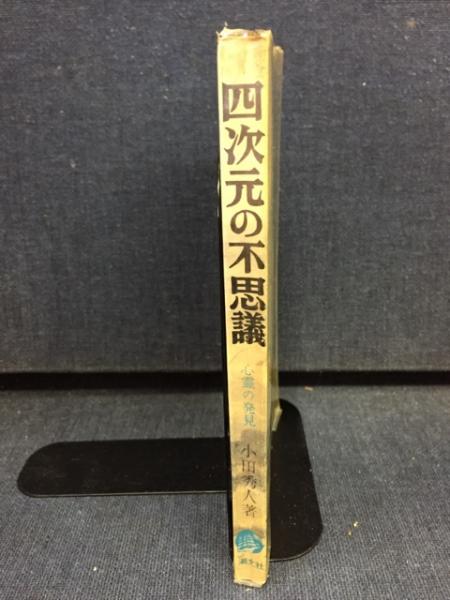 四次元の不思議
心霊の発見
小田秀人著
潮文社